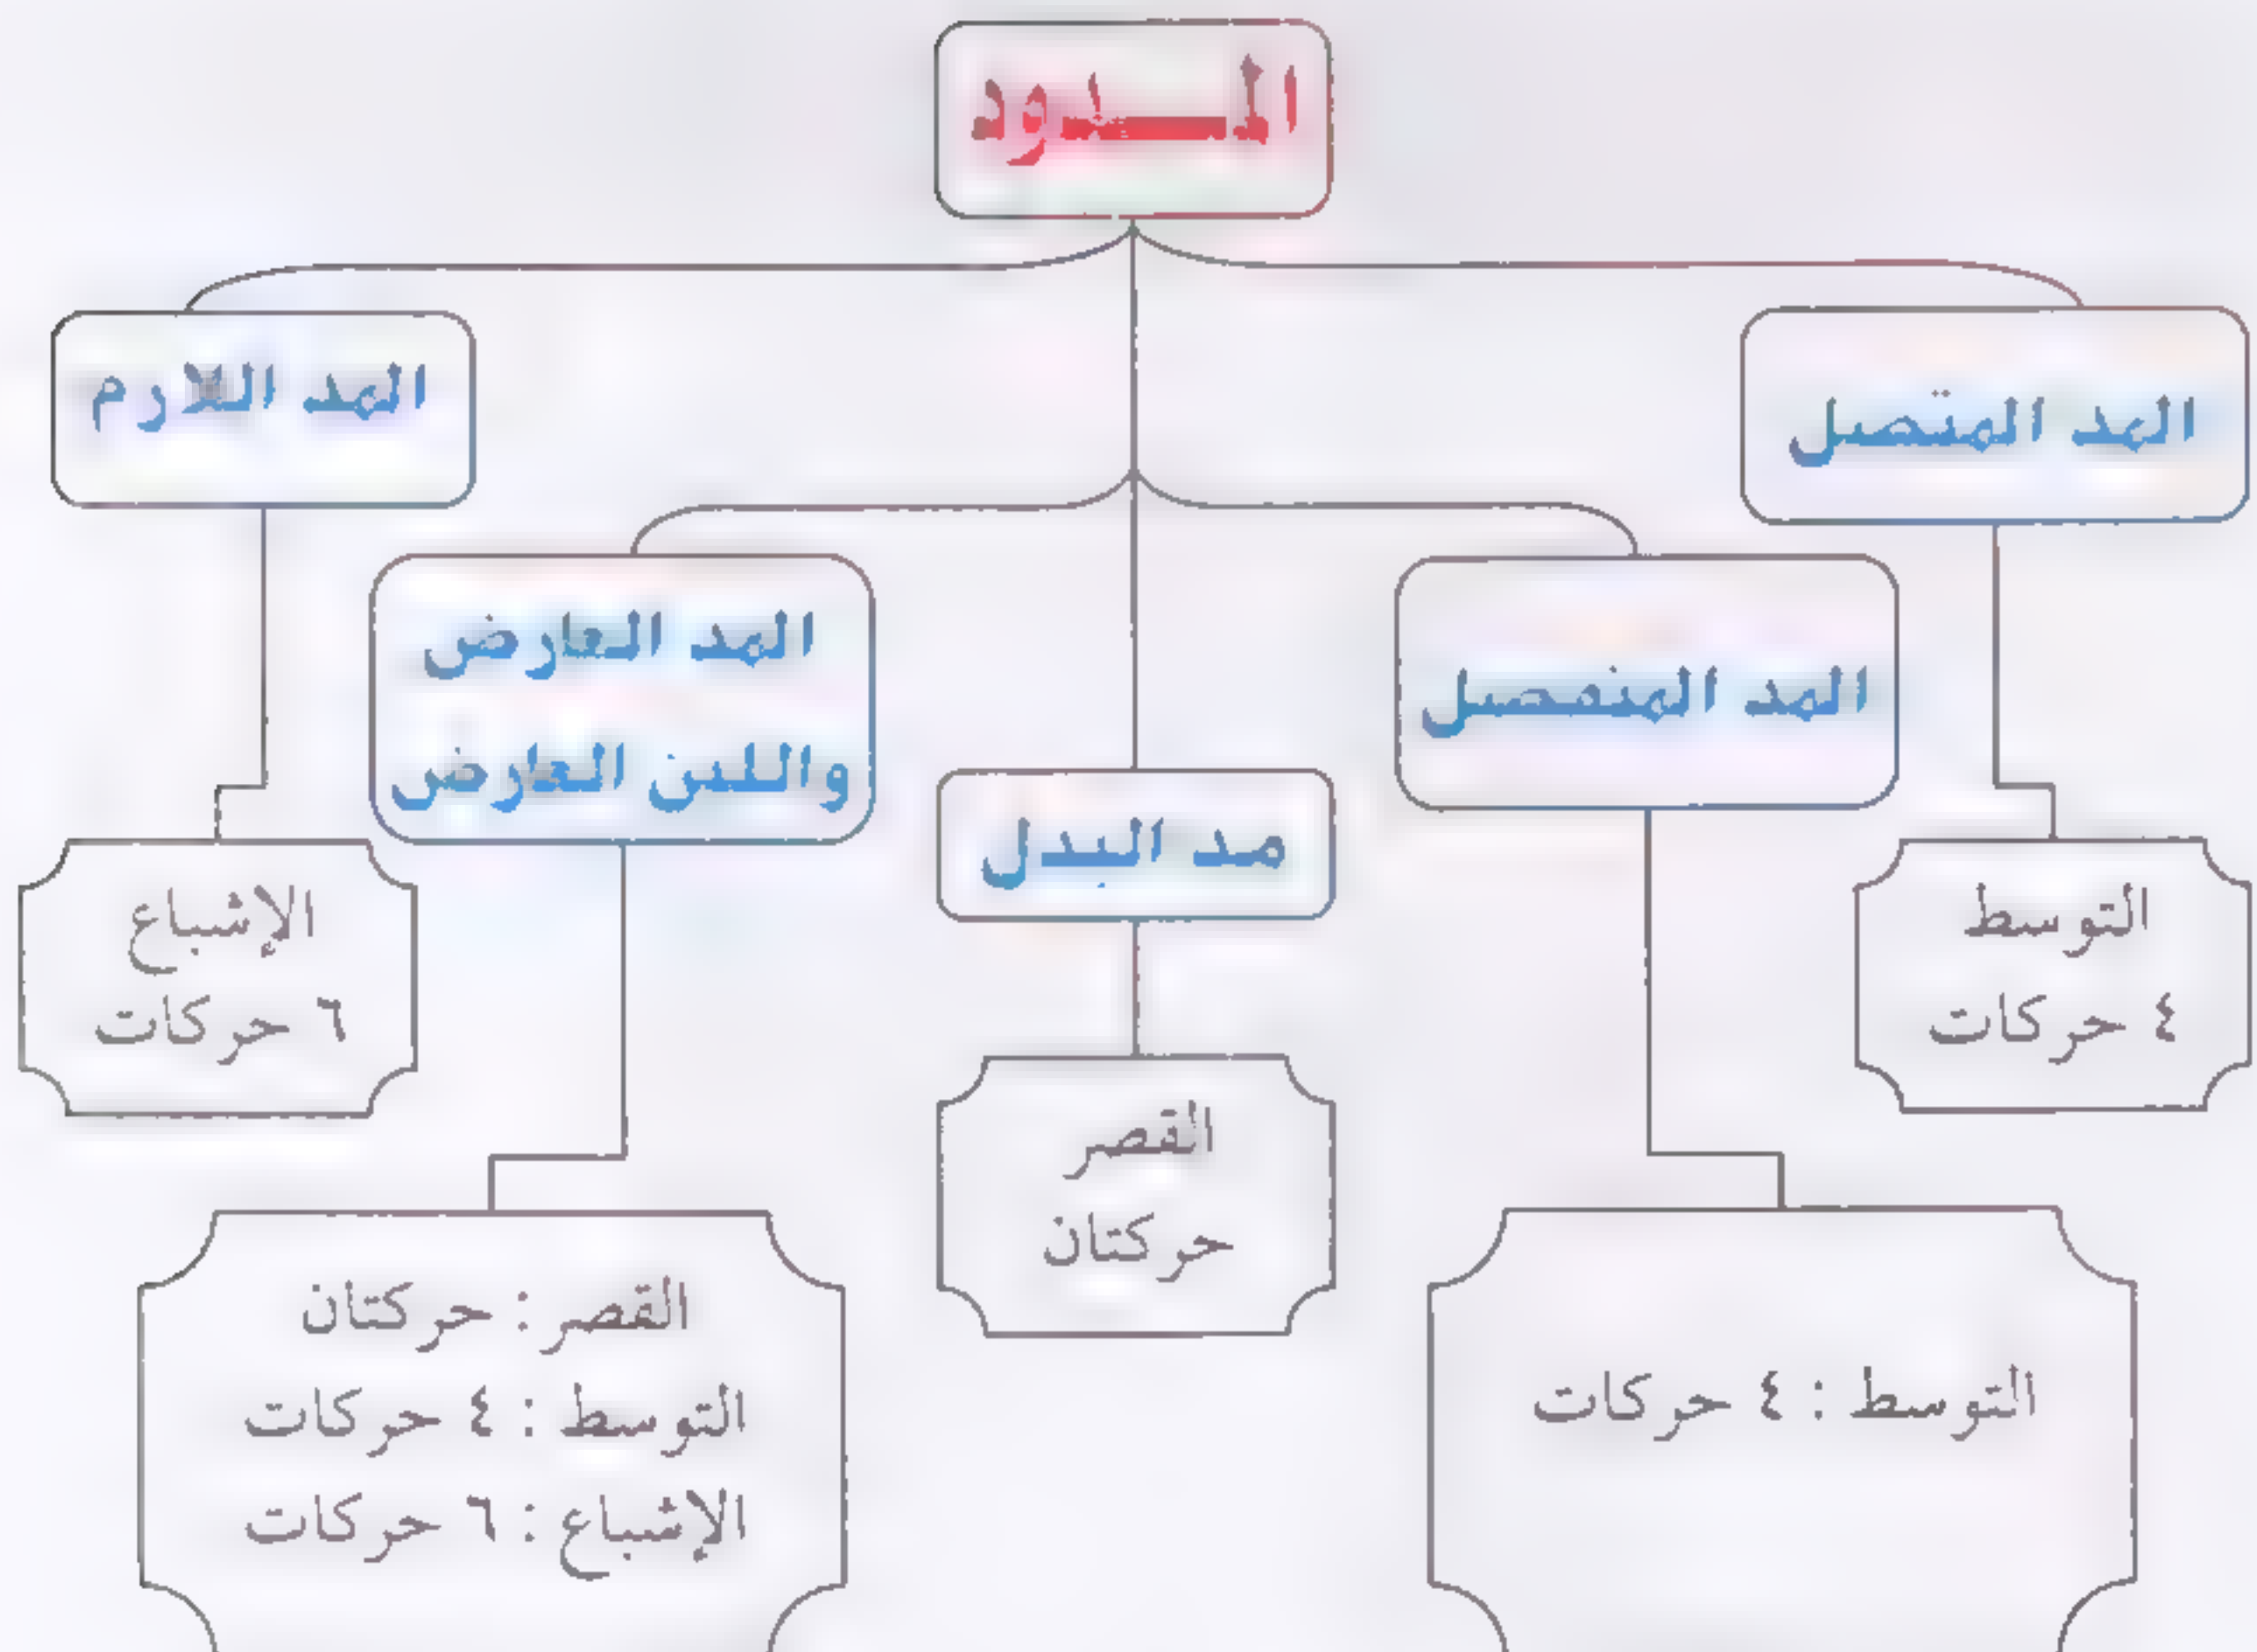 المـــدود
المد المتصل
المد اللازم
المد المنفصل
المد العارض
واللين العارض
مد البدل
التوسط
٤ حركات
الإشباع
٦ حركات
القصر
حركتان
التوسط : ٤ حركات
القصر : حركتان
التوسط : ٤ حركات
الإشباع : ٦ حركات